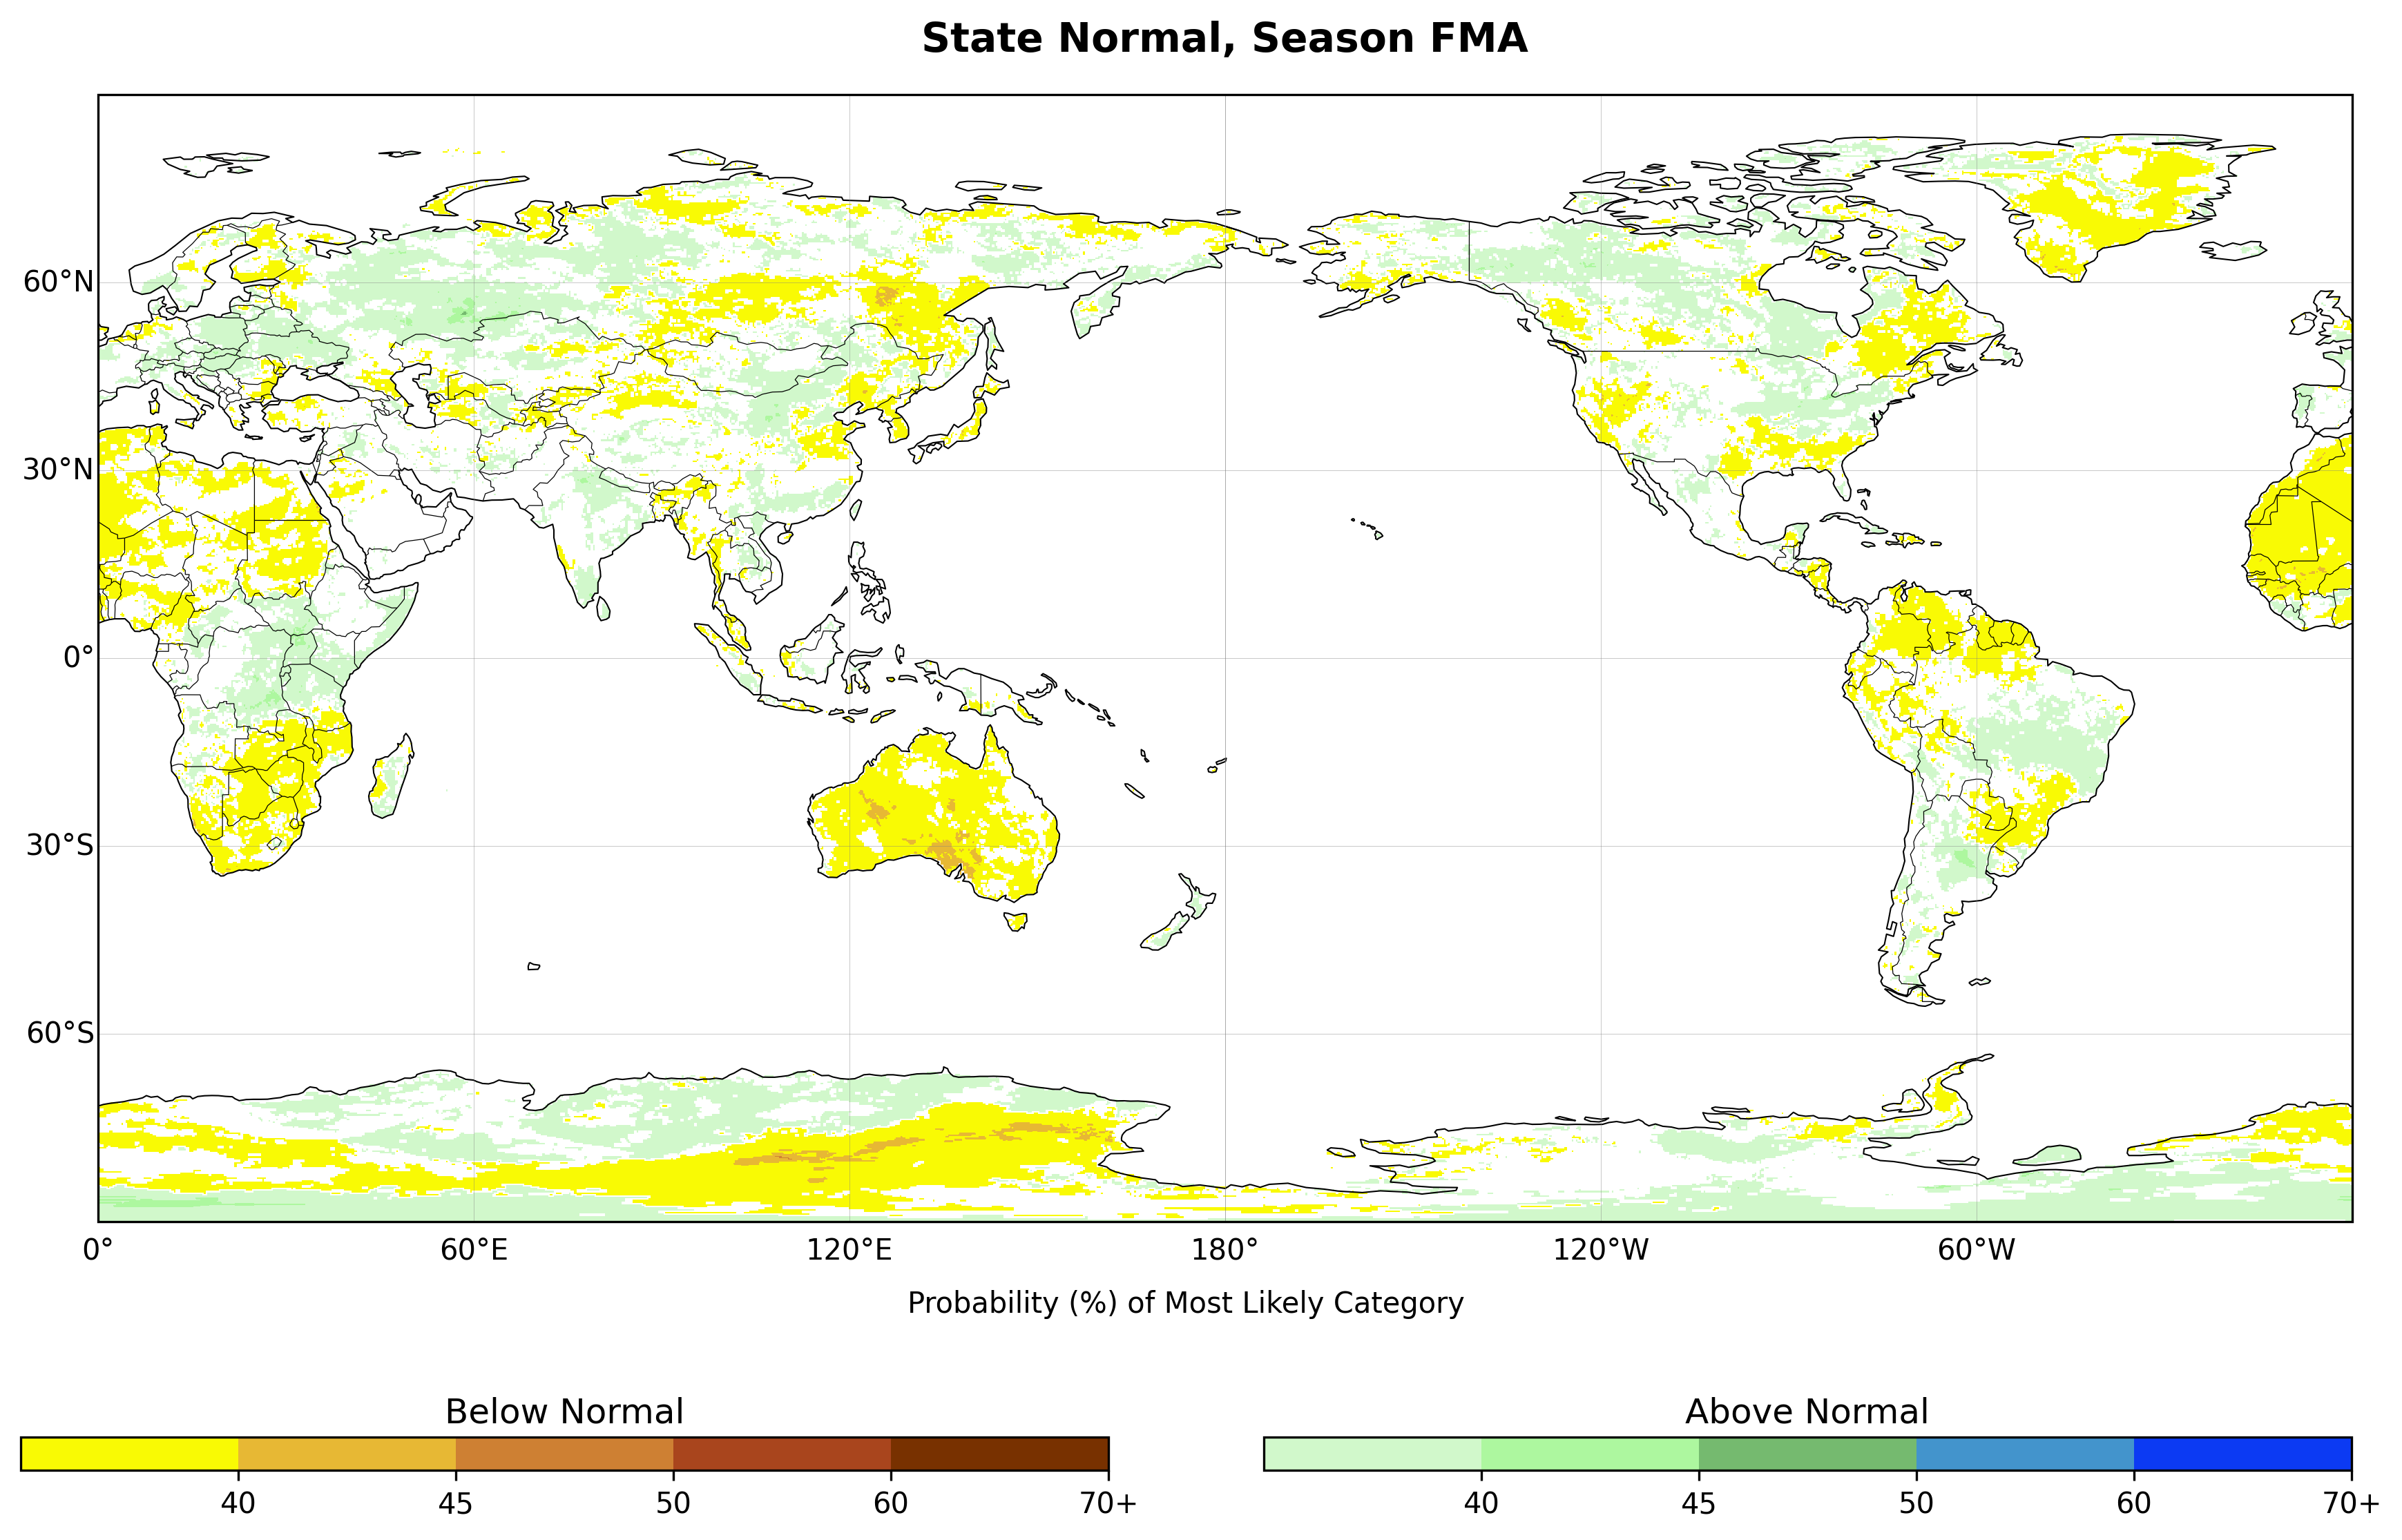 State Normal, Season FMA
60°N
30°N
0°
30°S
60°S
0° 60°E 120°E 180° 120°W 60°W
Probability (%) of Most Likely Category
Below Normal
40 45 50 60 70+
Above Normal
40 45 50 60 70+